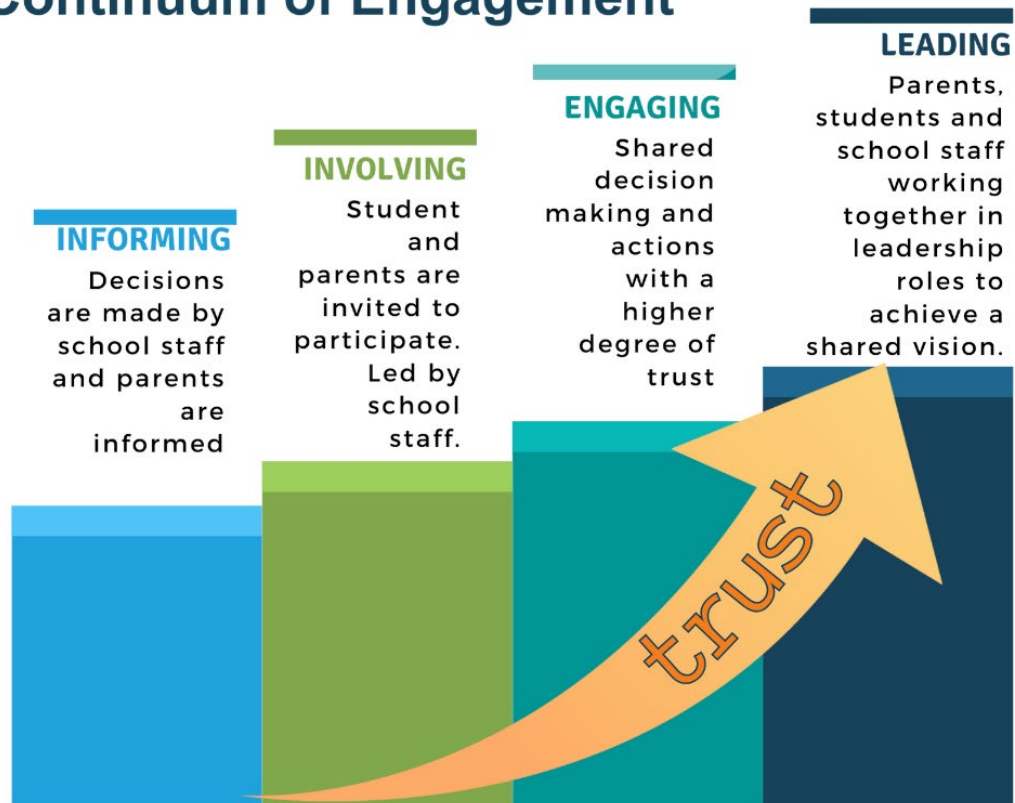 Continuum of Engagement
INFORMING
Decisions
are made by
school staff
and parents
are
informed
INVOLVING
Student
and
parents are
invited to
participate.
Led by
school
staff.
ENGAGING
Shared
decision
making and
actions
with a
higher
degree of
trust
LEADING
Parents,
students and
school staff
working
together in
leadership
roles to
achieve a
shared vision.
trust